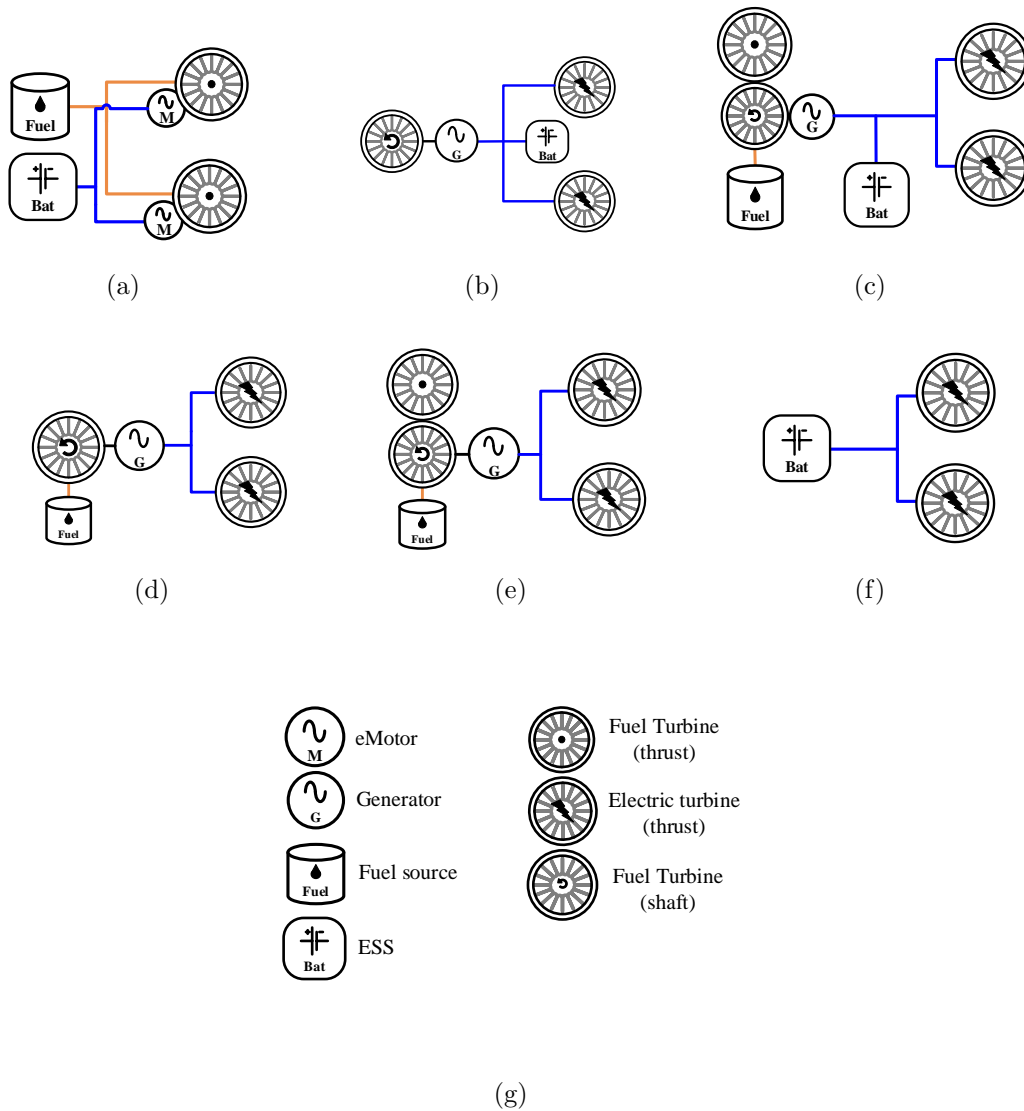 Fuel
M
Bat
M
(a)
G
Bat
(b)
G
Fuel
Bat
(c)
G
Fuel
(d)
G
Fuel
(e)
Bat
(f)
M
eMotor
G
Generator
Fuel
Fuel source
Bat
ESS
Fuel Turbine
(thrust)
Electric turbine
(thrust)
Fuel Turbine
(shaft)
(g)